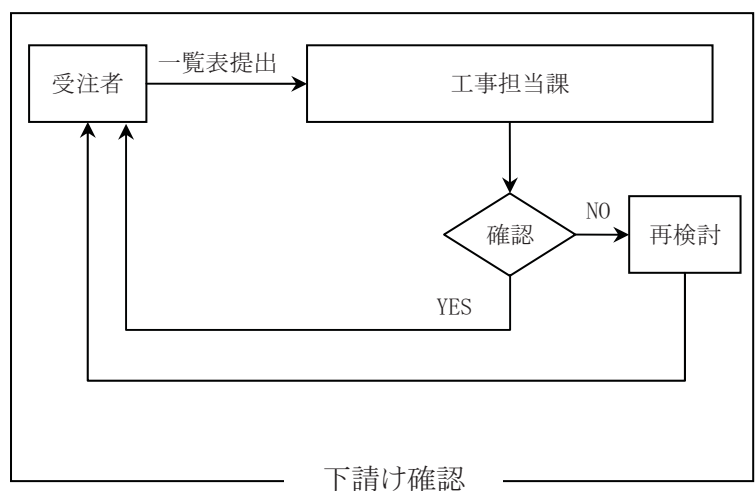 受注者
一覧表提出
工事担当課
確認
NO
再検討
YES
下請け確認